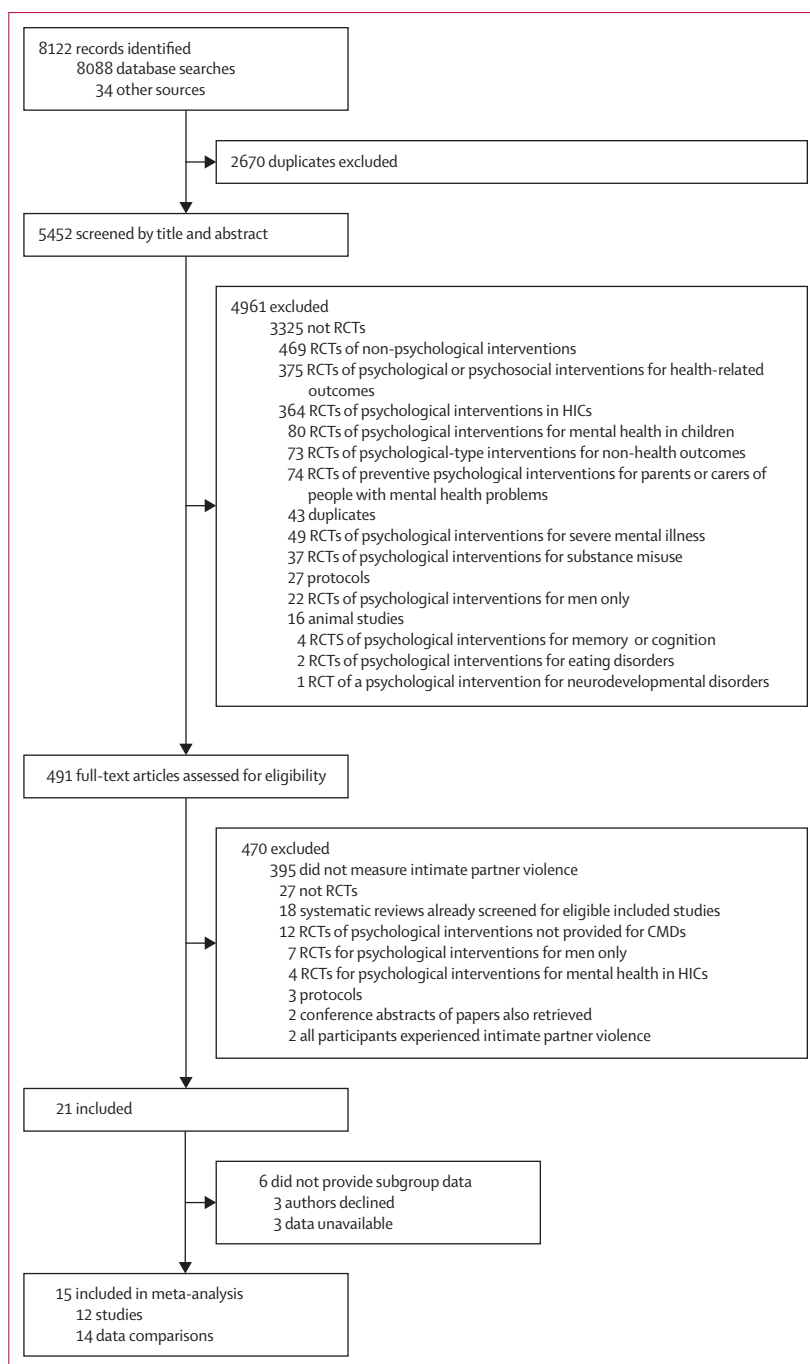 8122 records identified
8088 database searches
34 other sources
2670 duplicates excluded
5452 screened by title and abstract
4961 excluded
3325 not RCTs
469 RCTs of non-psychological interventions
375 RCTs of psychological or psychosocial interventions for health-related
outcomes
364 RCTs of psychological interventions in HICs
80 RCTs of psychological interventions for mental health in children
73 RCTs of psychological-type interventions for non-health outcomes
74 RCTs of preventive psychological interventions for parents or carers of
people with mental health problems
43 duplicates
49 RCTs of psychological interventions for severe mental illness
37 RCTs of psychological interventions for substance misuse
27 protocols
22 RCTs of psychological interventions for men only
16 animal studies
4 RCTS of psychological interventions for memory or cognition
2 RCTs of psychological interventions for eating disorders
1 RCT of a psychological intervention for neurodevelopmental disorders
491 full-text articles assessed for eligibility
470 excluded
395 did not measure intimate partner violence
27 not RCTs
18 systematic reviews already screened for eligible included studies
12 RCTs of psychological interventions not provided for CMDs
7 RCTs for psychological interventions for men only
4 RCTs for psychological interventions for mental health in HICs
3 protocols
2 conference abstracts of papers also retrieved
2 all participants experienced intimate partner violence
21 included
6 did not provide subgroup data
3 authors declined
3 data unavailable
15 included in meta-analysis
12 studies
14 data comparisons